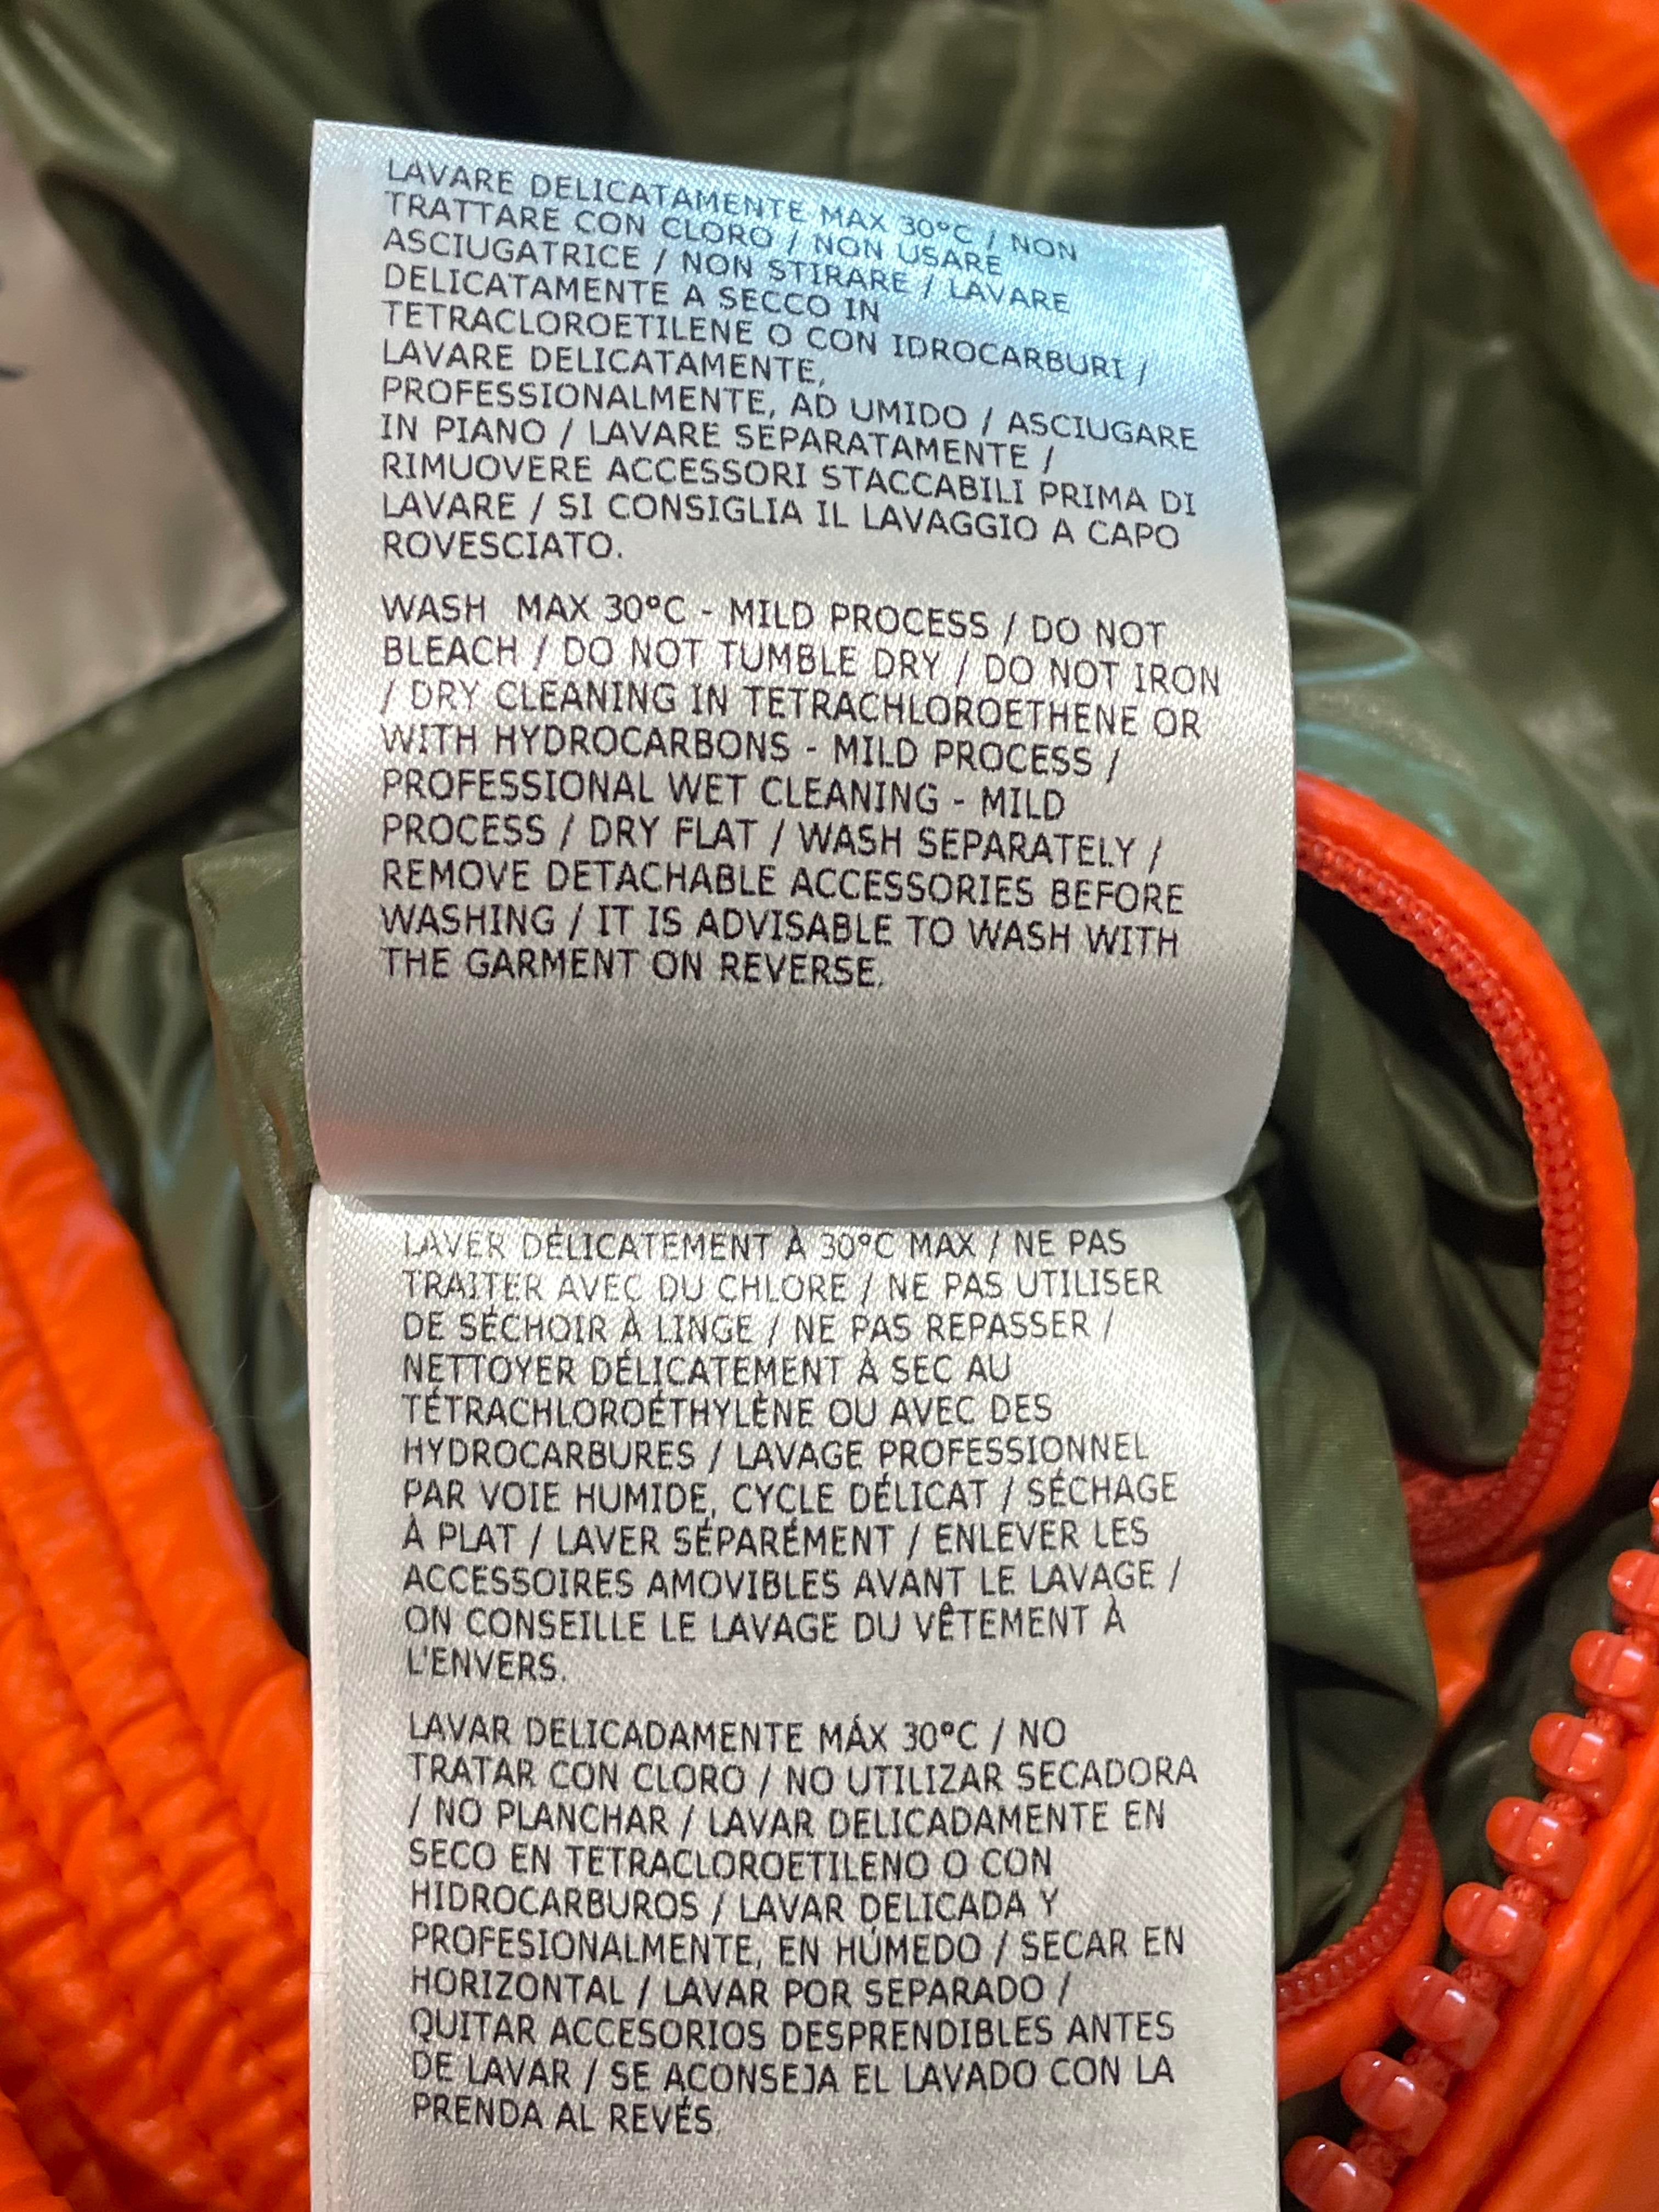 LAVARE DELICATAMENTE MAX 30°C / NON
TRATTARE CON CLORO / NON USARE
ASCIUGATRICE / NON STIRARE / LAVARE
DELICATAMENTE A SECCO IN
TETRACLOROETILENE O CON IDROCARBURI /
LAVARE DELICATAMENTE,
PROFESSIONALMENTE, AD UMIDO / ASCIUGARE
IN PIANO / LAVARE SEPARATAMENTE /
RIMUOVERE ACCESSORI STACCABILI PRIMA DI
LAVARE / SI CONSIGLIA IL LAVAGGIO A CAPO
ROVESCIATO.
WASH MAX 30°C - MILD PROCESS / DO NOT
BLEACH / DO NOT TUMBLE DRY / DO NOT IRON
/ DRY CLEANING IN TETRACHLOROETHENE OR
WITH HYDROCARBONS - MILD PROCESS /
PROFESSIONAL WET CLEANING - MILD
PROCESS / DRY FLAT / WASH SEPARATELY /
REMOVE DETACHABLE ACCESSORIES BEFORE
WASHING / IT IS ADVISABLE TO WASH WITH
THE GARMENT ON REVERSE.
LAVER DÉLICATEMENT À 30°C MAX / NE PAS
TRAITER AVEC DU CHLORE / NE PAS UTILISER
DE SÉCHOIR À LINGE / NE PAS REPASSER /
NETTOYER DÉLICATEMENT À SEC AU
TÉTRACHLOROÉTHYLÈNE OU AVEC DES
HYDROCARBURES / LAVAGE PROFESSIONNEL
PAR VOIE HUMIDE, CYCLE DÉLICAT / SÉCHAGE
À PLAT / LAVER SÉPARÉMENT / ENLEVER LES
ACCESSOIRES AMOVIBLES AVANT LE LAVAGE /
ON CONSEILLE LE LAVAGE DU VÊTEMENT À
L'ENVERS.
LAVAR DELICADAMENTE MÁX 30°C / NO
TRATAR CON CLORO / NO UTILIZAR SECADORA
/ NO PLANCHAR / LAVAR DELICADAMENTE EN
SECO EN TETRACLOROETILENO O CON
HIDROCARBUROS / LAVAR DELICADA Y
PROFESIONALMENTE, EN HÚMEDO / SECAR EN
HORIZONTAL / LAVAR POR SEPARADO /
QUITAR ACCESORIOS DESPRENDIBLES ANTES
DE LAVAR / SE ACONSEJA EL LAVADO CON LA
PRENDA AL REVÉS